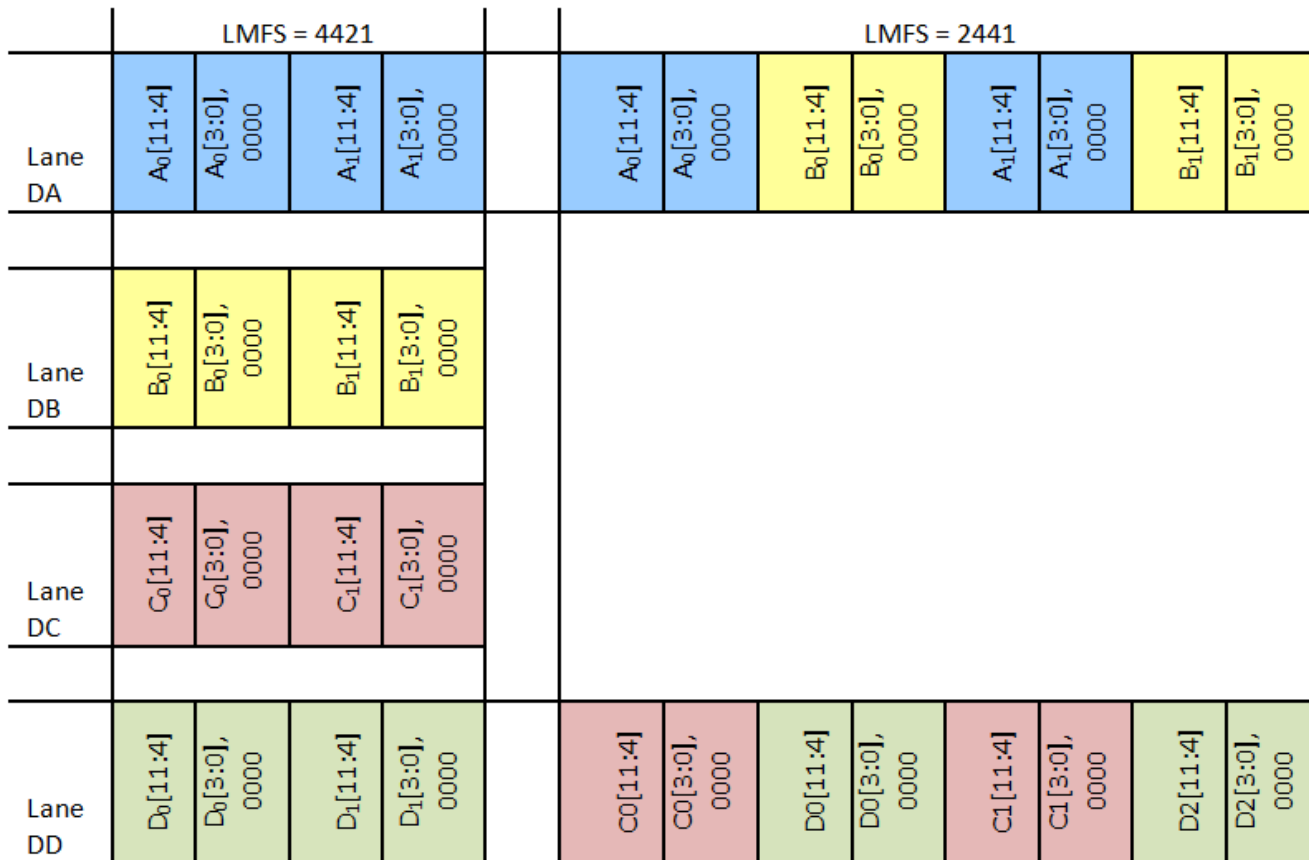 LMFS = 4421 LMFS = 2441
Lane
DA
A₀[11:4]
A₀[3:0],
0000
A₁[11:4]
A₁[3:0],
0000
A₀[11:4]
A₀[3:0],
0000
B₀[11:4]
B₀[3:0],
0000
A₁[11:4]
A₁[3:0],
0000
B₁[11:4]
B₁[3:0],
0000
Lane
DB
B₀[11:4]
B₀[3:0],
0000
B₁[11:4]
B₁[3:0],
0000
Lane
DC
C₀[11:4]
C₀[3:0],
0000
C₁[11:4]
C₁[3:0],
0000
Lane
DD
D₀[11:4]
D₀[3:0],
0000
D₁[11:4]
D₁[3:0],
0000
C0[11:4]
C0[3:0],
0000
D0[11:4]
D0[3:0],
0000
C1[11:4]
C1[3:0],
0000
D2[11:4]
D2[3:0],
0000